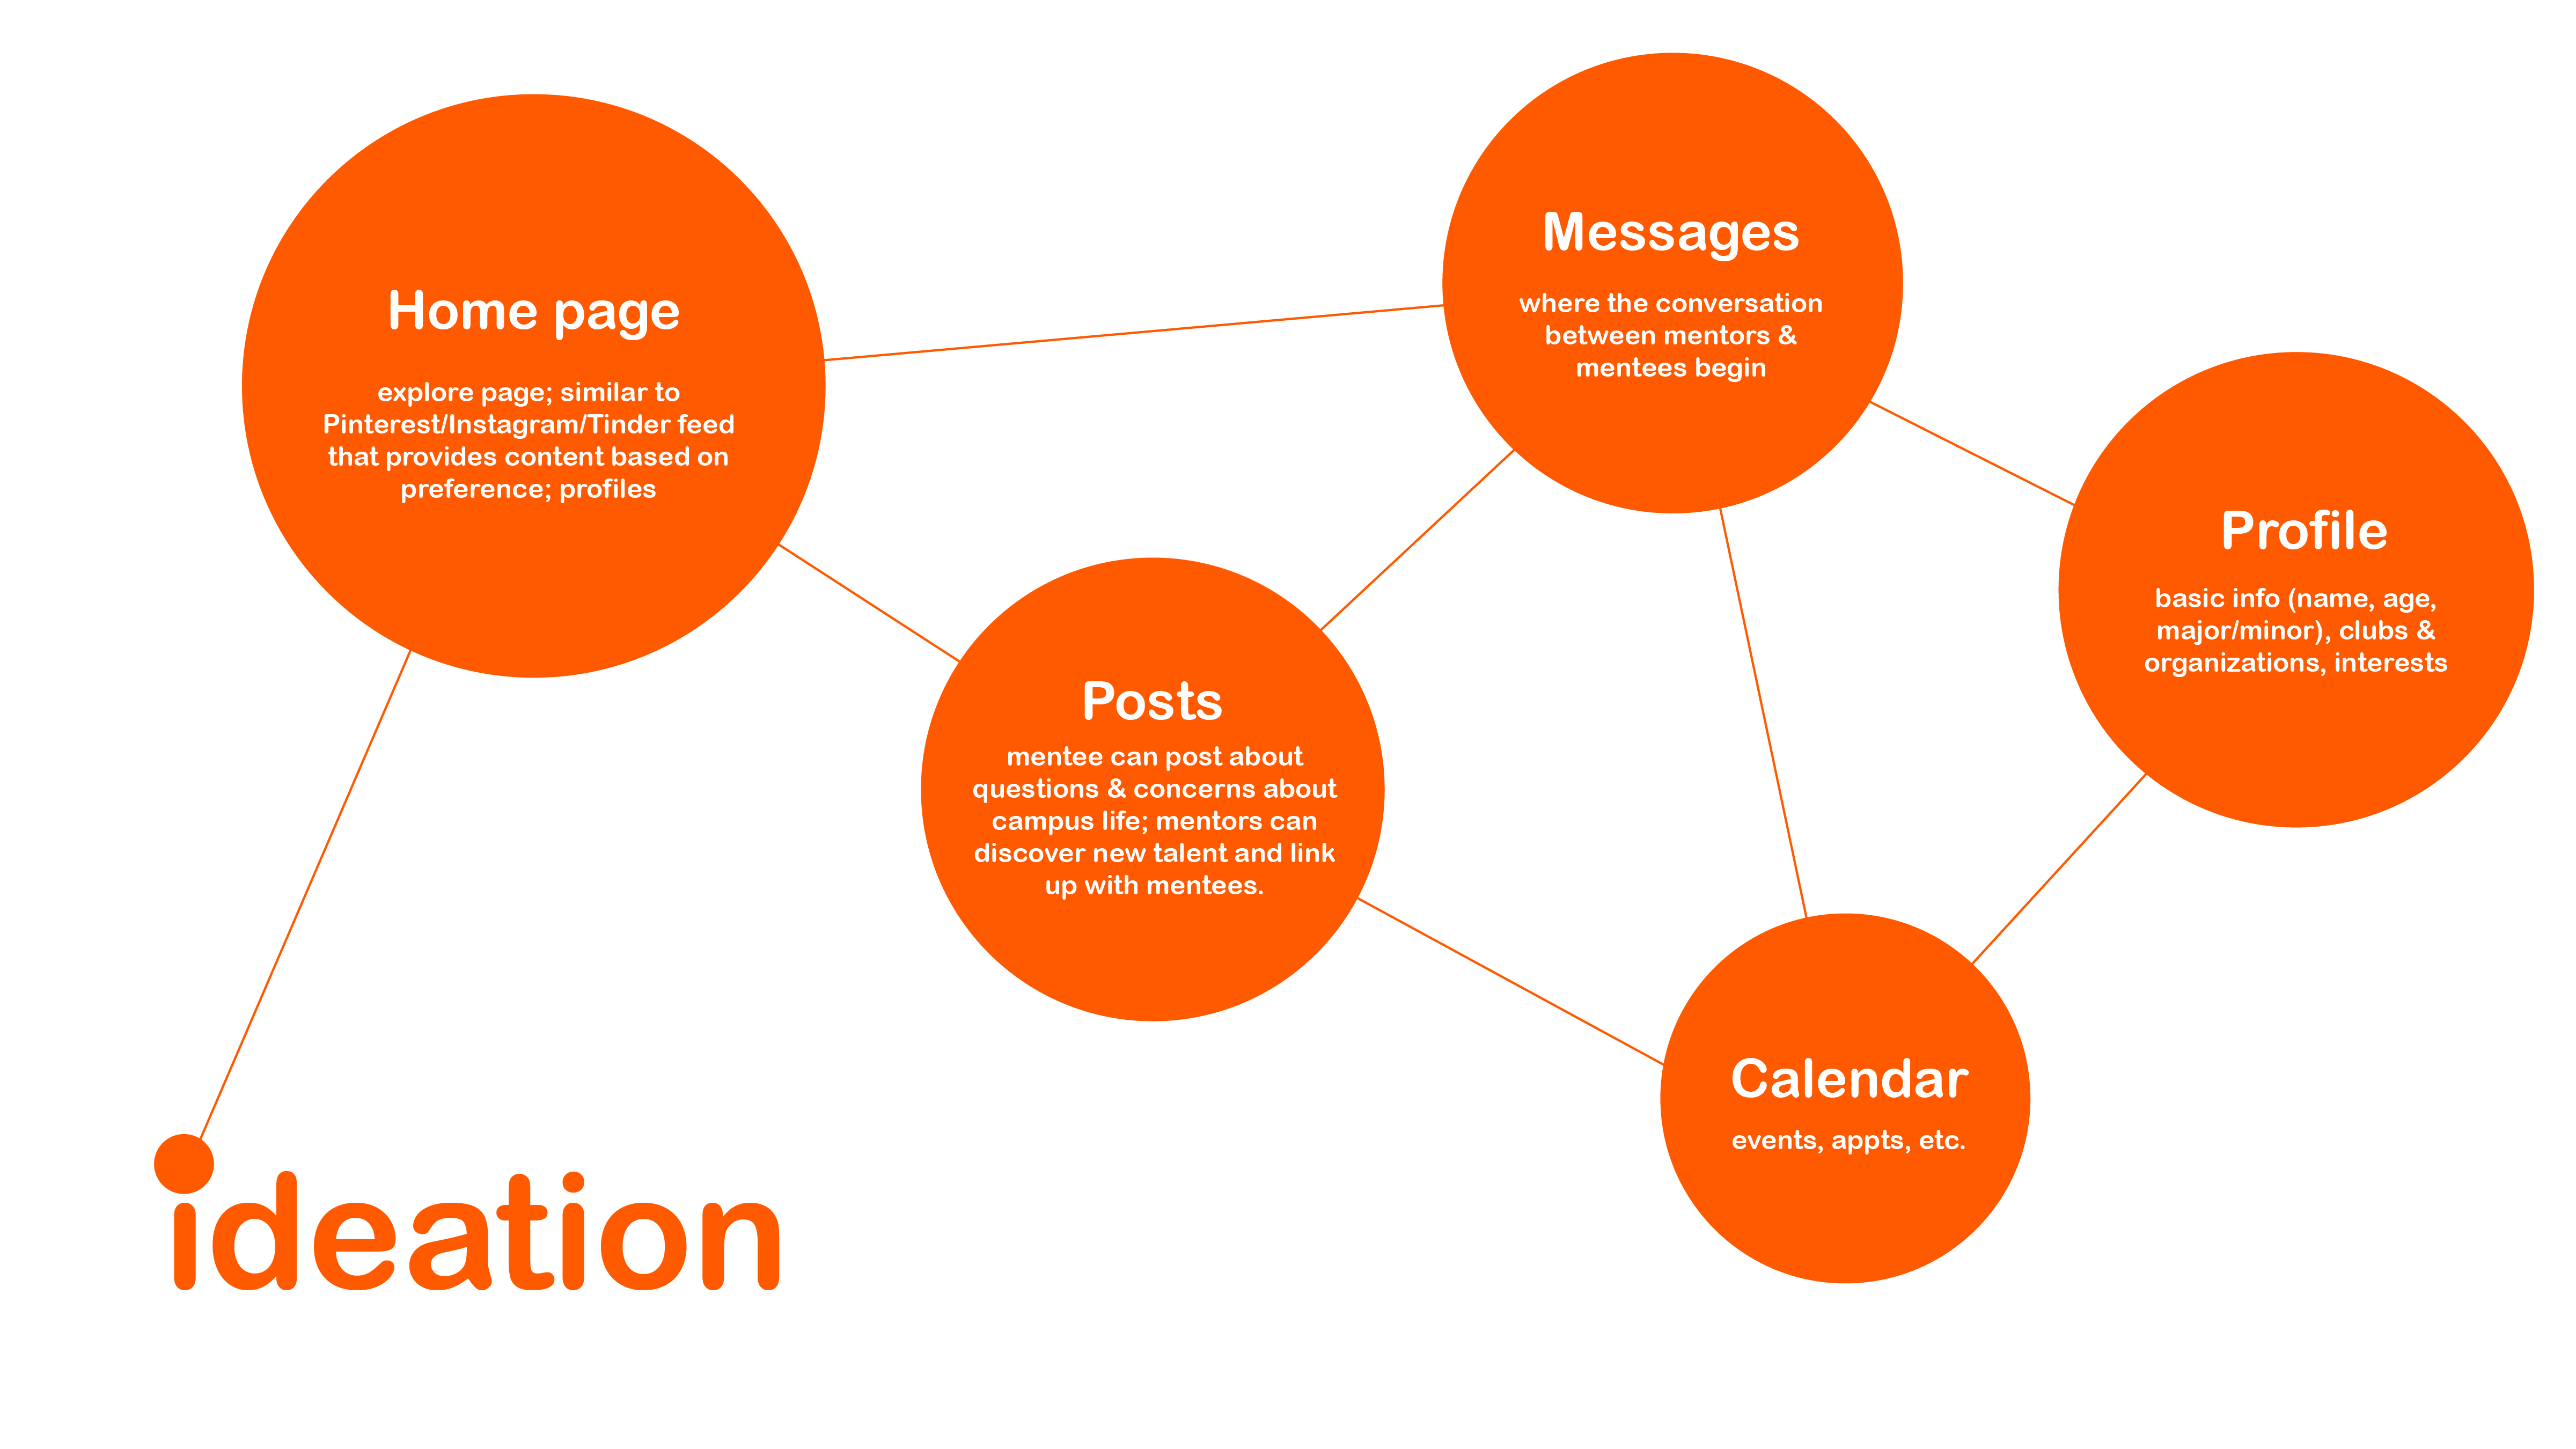 Home page
explore page; similar to
Pinterest/Instagram/Tinder feed
that provides content based on
preference; profiles
Messages
where the conversation
between mentors &
mentees begin
Profile
basic info (name, age,
major/minor), clubs &
organizations, interests
Posts
mentee can post about
questions & concerns about
campus life; mentors can
discover new talent and link
up with mentees.
Calendar
events, appts, etc.
ideation